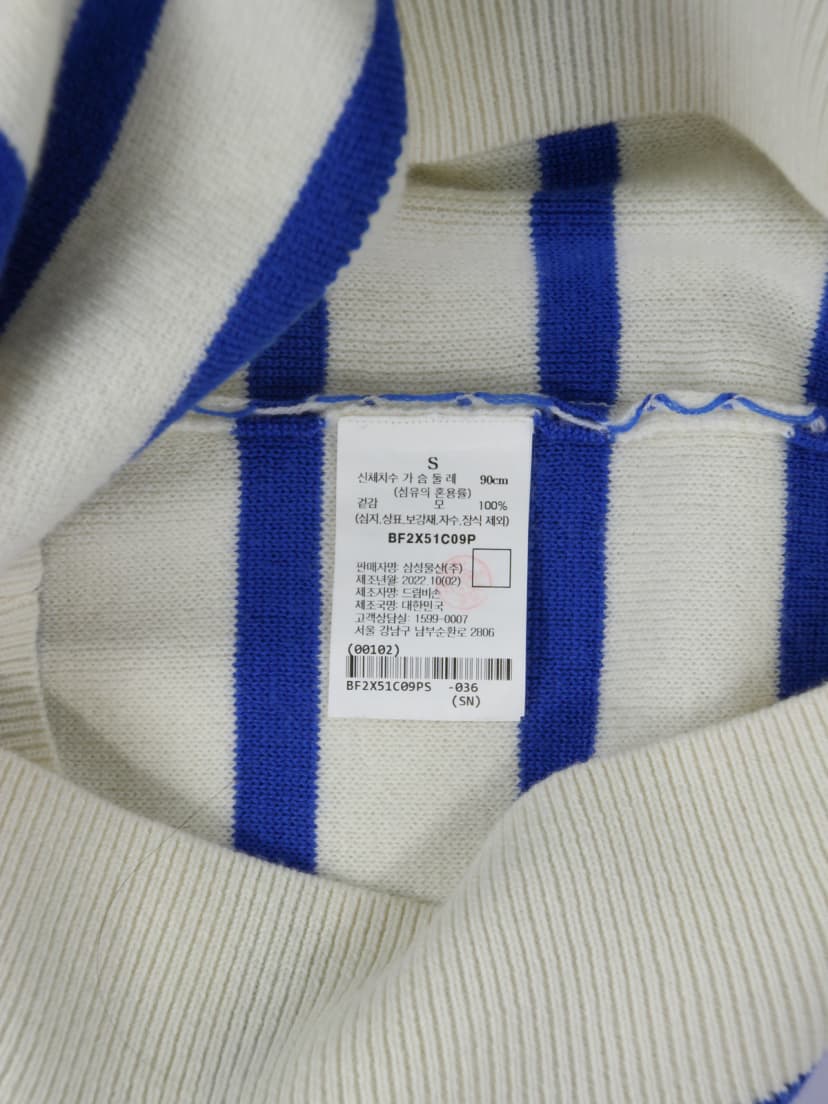 S
신체치수 가 슴 둘 레 90cm
(섬유의 혼용률)
겉감 모 100%
(심지,상표,보강재,자수,장식 제외)
BF2X51C09P
판매자명: 삼성물산(주)
제조년월: 2022.10(02)
제조자명: 드림비손
제조국명: 대한민국
고객상담실: 1599-0007
서울 강남구 남부순환로 2806
(00102)
BF2X51C09PS -036
(SN)